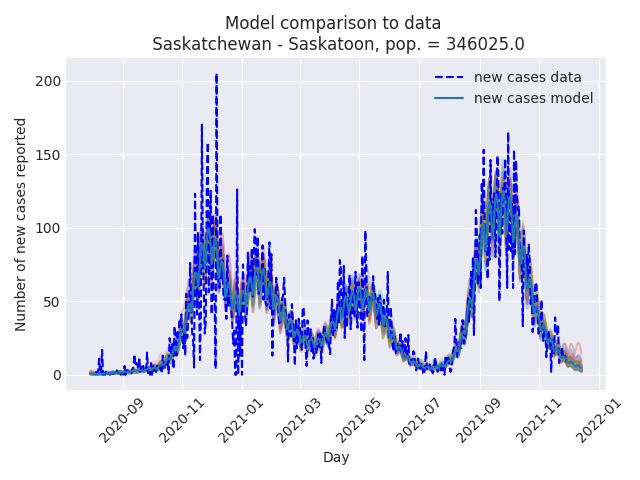 Model comparison to data
Saskatchewan - Saskatoon, pop. = 346025.0
new cases data
new cases model
Number of new cases reported
200
150
100
50
0
2020-09
2020-11
2021-01
2021-03
2021-05
2021-07
2021-09
2021-11
2022-01
Day